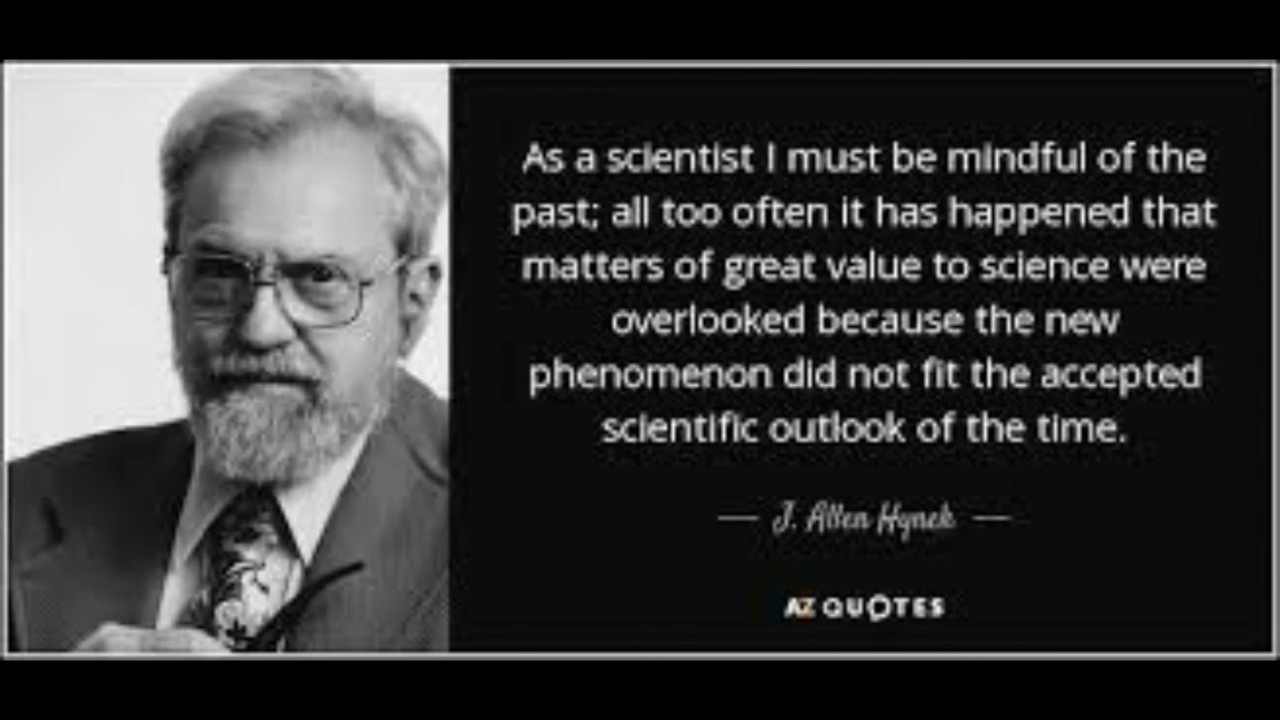 As a scientist I must be mindful of the
past; all too often it has happened that
matters of great value to science were
overlooked because the new
phenomenon did not fit the accepted
scientific outlook of the time.
— J. Allen Hynek —
AZ QUOTES